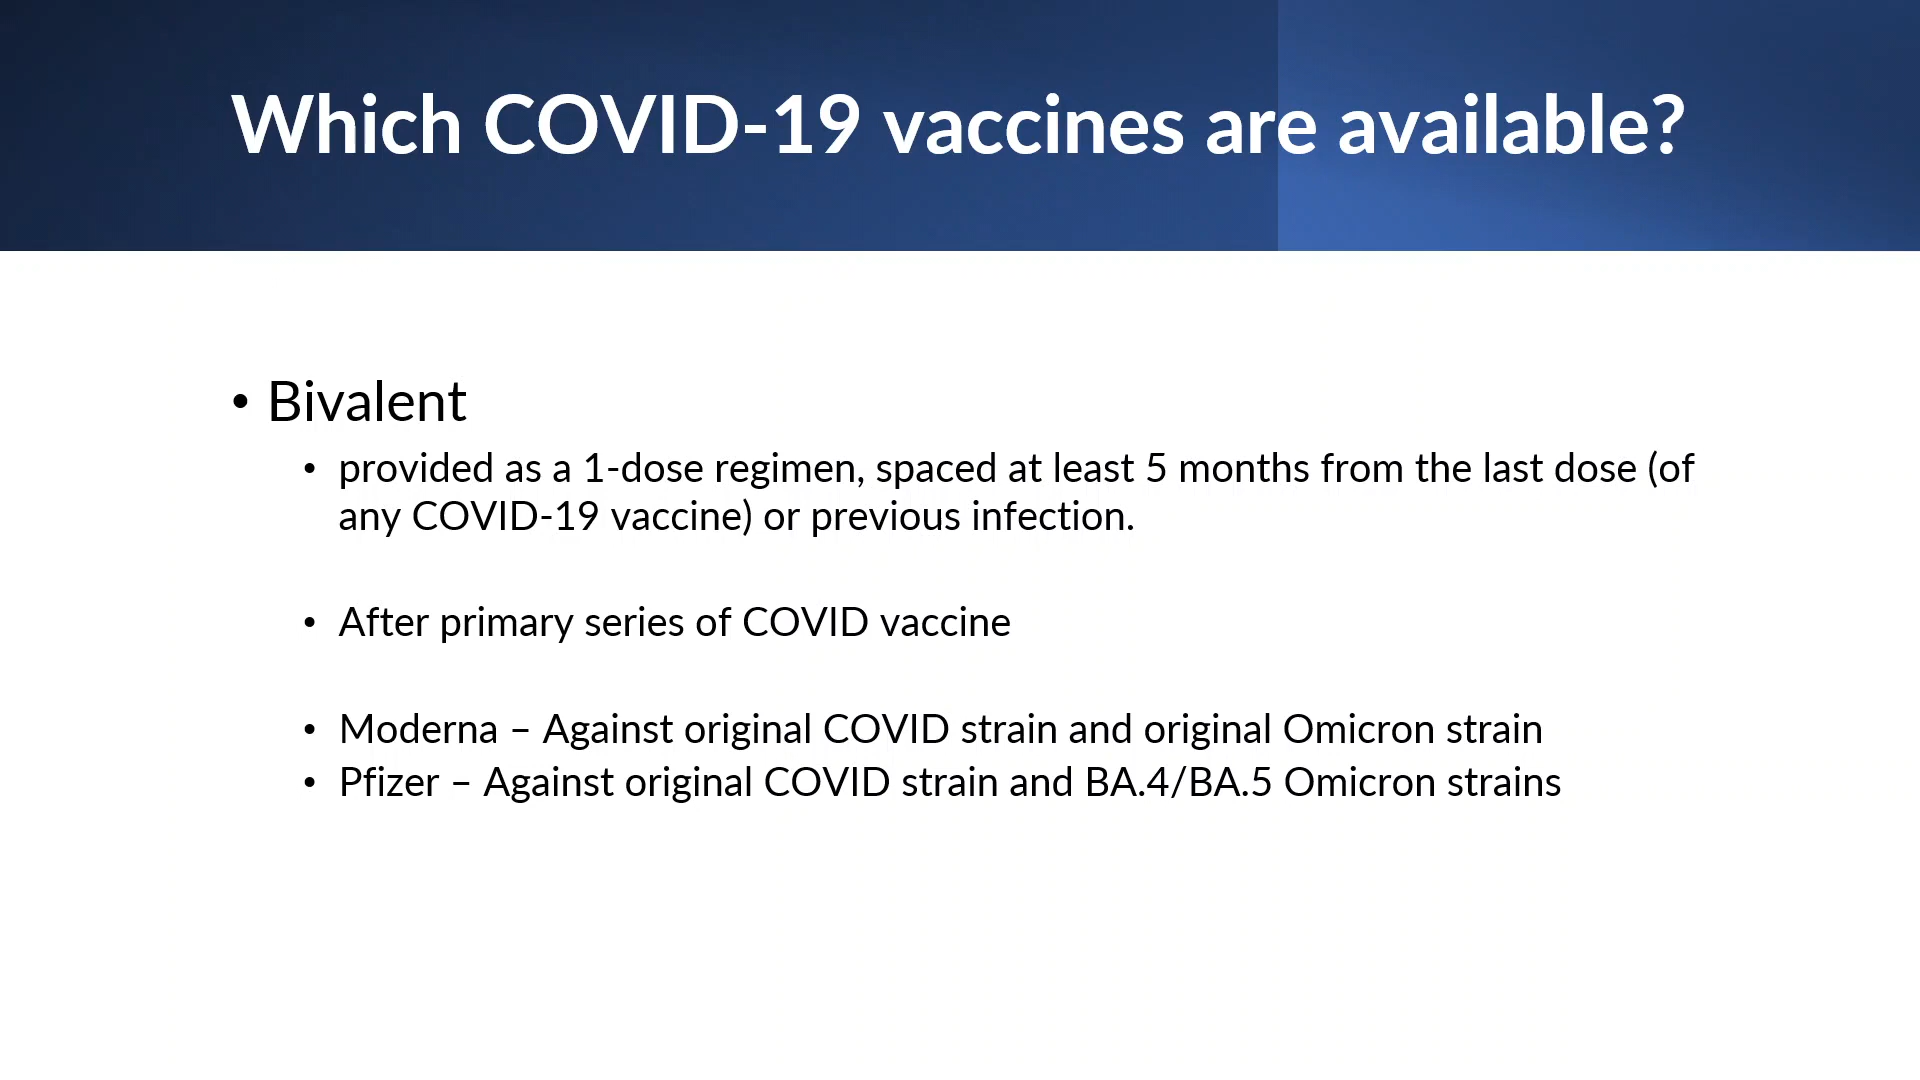 Which COVID-19 vaccines are available?
• Bivalent
• provided as a 1-dose regimen, spaced at least 5 months from the last dose (of
any COVID-19 vaccine) or previous infection.
• After primary series of COVID vaccine
• Moderna – Against original COVID strain and original Omicron strain
• Pfizer – Against original COVID strain and BA.4/BA.5 Omicron strains